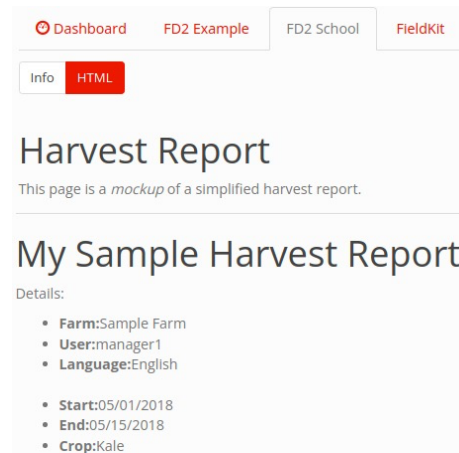 Dashboard FD2 Example FD2 School FieldKit
Info HTML
Harvest Report
This page is a mockup of a simplified harvest report.
My Sample Harvest Report
Details:
Farm:Sample Farm
User:manager1
Language:English
Start:05/01/2018
End:05/15/2018
Crop:Kale